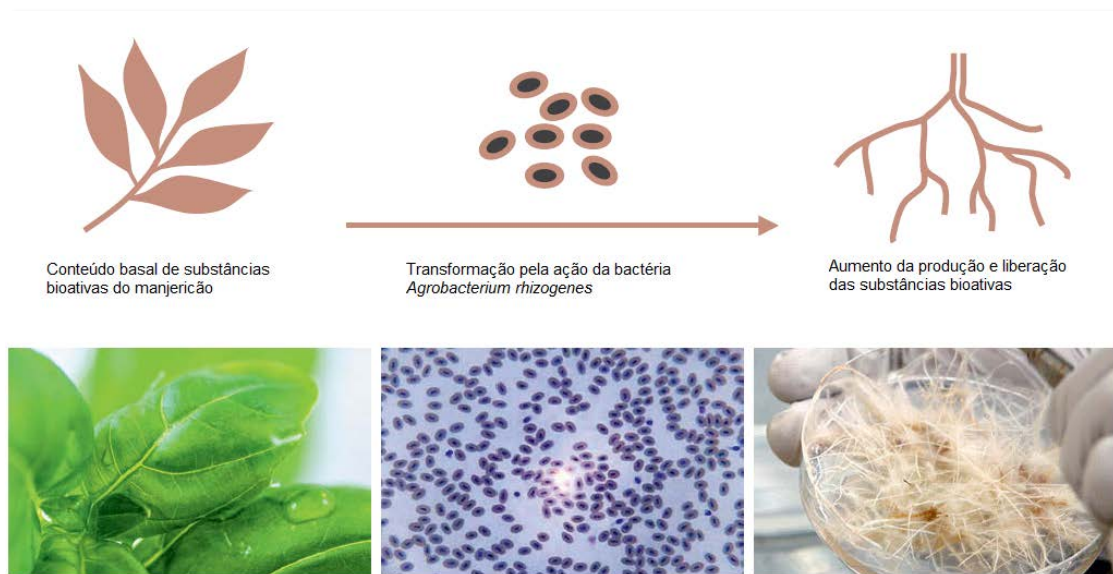 Conteúdo basal de substâncias
bioativas do manjericão
Transformação pela ação da bactéria
Agrobacterium rhizogenes
Aumento da produção e liberação
das substâncias bioativas